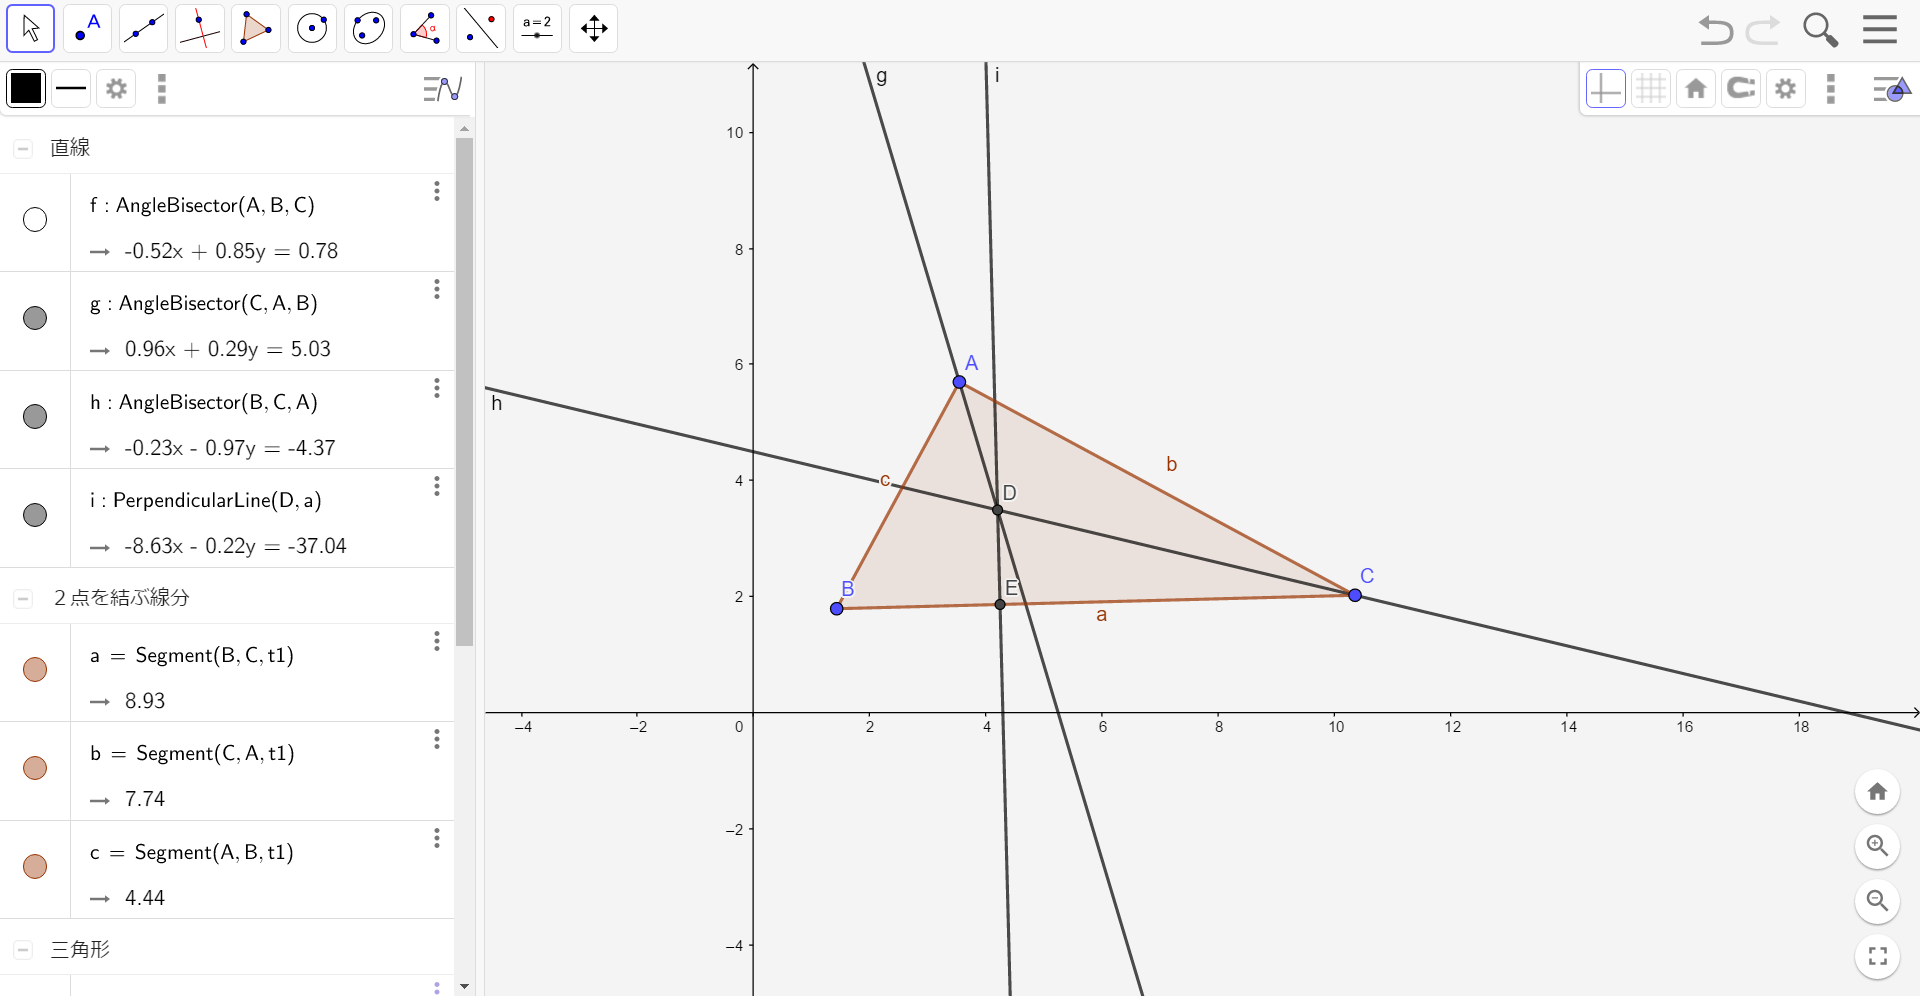 A
α
a=2
直線
f : AngleBisector(A, B, C)
→ -0.52x + 0.85y = 0.78
g : AngleBisector(C, A, B)
→ 0.96x + 0.29y = 5.03
h : AngleBisector(B, C, A)
→ -0.23x - 0.97y = -4.37
i : PerpendicularLine(D, a)
→ -8.63x - 0.22y = -37.04
２点を結ぶ線分
a = Segment(B, C, t1)
→ 8.93
b = Segment(C, A, t1)
→ 7.74
c = Segment(A, B, t1)
→ 4.44
三角形
g
i
10
8
6
A
h
c
b
4
D
B
E
C
2
a
–4
–2
0
2
4
6
8
10
12
14
16
18
–2
–4